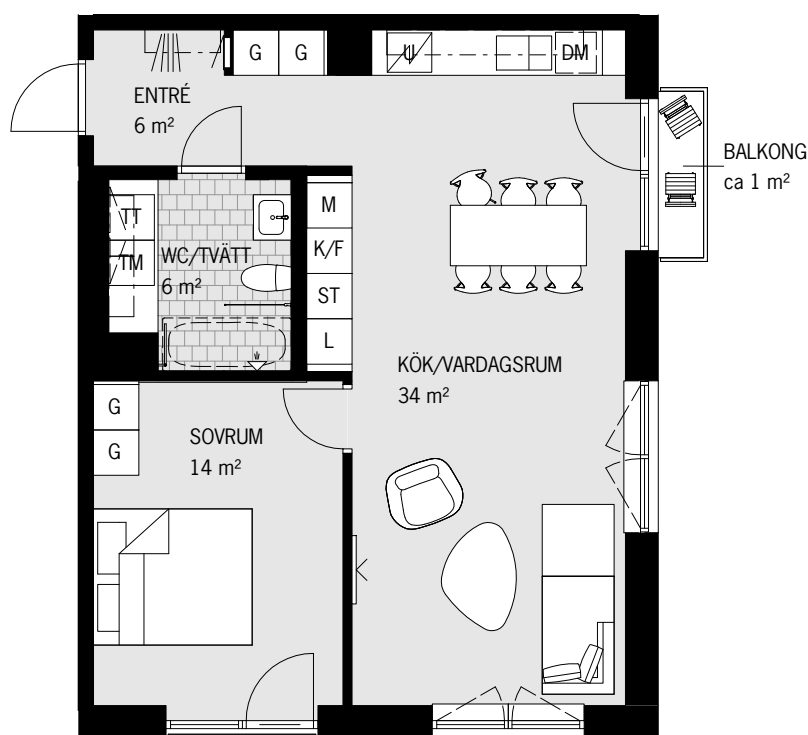 G
G
U
DM
ENTRÉ
6 m²
BALKONG
ca 1 m²
TT
TM
WC/TVÄTT
6 m²
M
K/F
ST
L
KÖK/VARDAGSRUM
34 m²
G
G
SOVRUM
14 m²